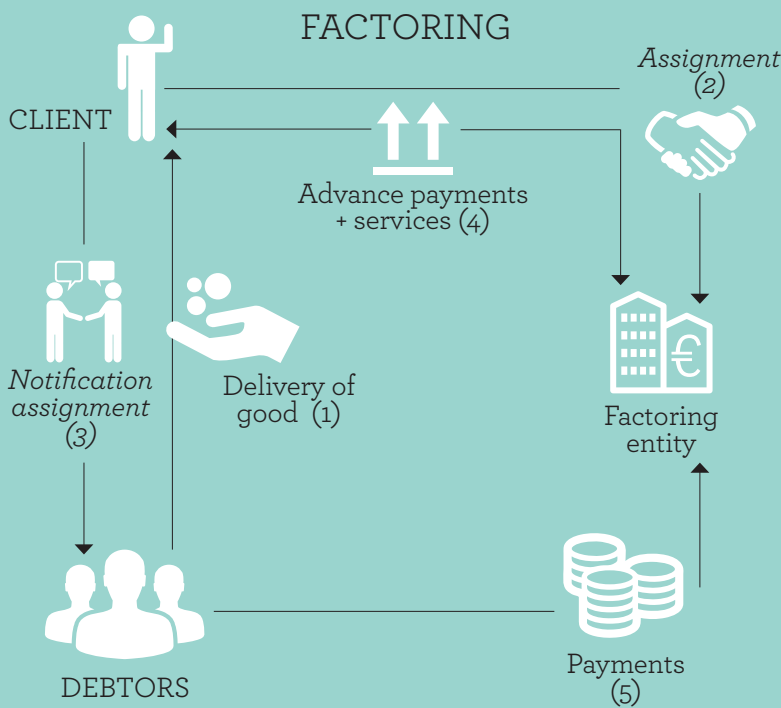 FACTORING
Assignment
(2)
CLIENT
Advance payments
+ services (4)
Notification
assignment
(3)
Delivery of
good (1)
€
Factoring
entity
DEBTORS
Payments
(5)